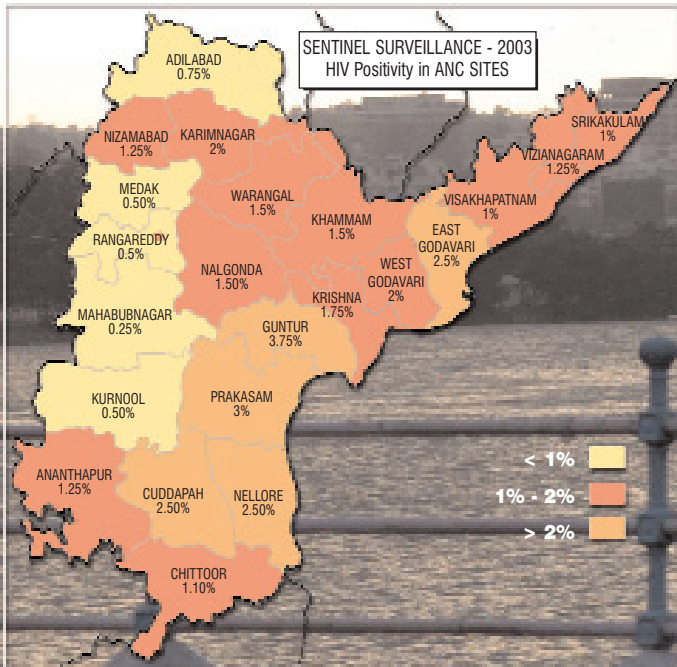 SENTINEL SURVEILLANCE - 2003
HIV Positivity in ANC SITES
ADILABAD
0.75%
NIZAMABAD
1.25%
KARIMNAGAR
2%
SRIKAKULAM
1%
VIZIANAGARAM
1.25%
MEDAK
0.50%
WARANGAL
1.5%
VISAKHAPATNAM
1%
KHAMMAM
1.5%
RANGAREDDY
0.5%
EAST
GODAVARI
2.5%
NALGONDA
1.50%
WEST
GODAVARI
2%
KRISHNA
1.75%
MAHABUBNAGAR
0.25%
GUNTUR
3.75%
KURNOOL
0.50%
PRAKASAM
3%
ANANTHAPUR
1.25%
CUDDAPAH
2.50%
NELLORE
2.50%
CHITTOOR
1.10%
< 1%
1% - 2%
> 2%